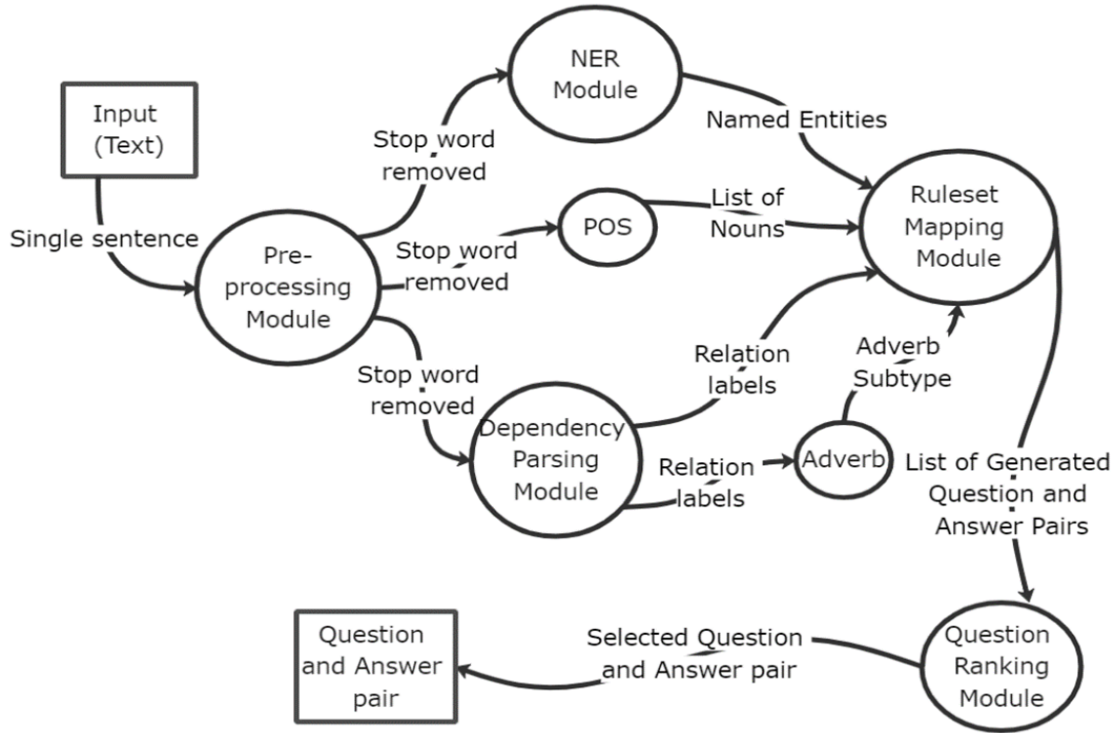 NER
Module
Input
(Text)
Named Entities
Stop word
removed
Ruleset
Mapping
Module
List of
Nouns
POS
Single sentence
Stop word
removed
Pre-
processing
Module
Adverb
Subtype
Relation
labels
Stop word
removed
Dependency
Parsing
Module
Adverb
Relation
labels
List of Generated
Question and
Answer Pairs
Question
and Answer
pair
Selected Question
and Answer pair
Question
Ranking
Module